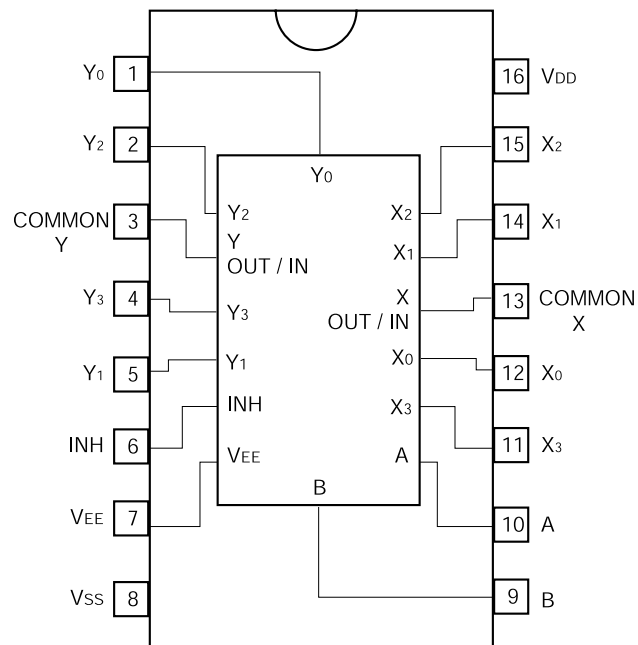 Y0 1
Y2 2
COMMON
Y 3
Y3 4
Y1 5
INH 6
VEE 7
VSS 8
Y0
Y2
Y
OUT / IN
Y3
Y1
INH
VEE
B
X2
X1
X
OUT / IN
X0
X3
A
16 VDD
15 X2
14 X1
13 COMMON
X
12 X0
11 X3
10 A
9 B